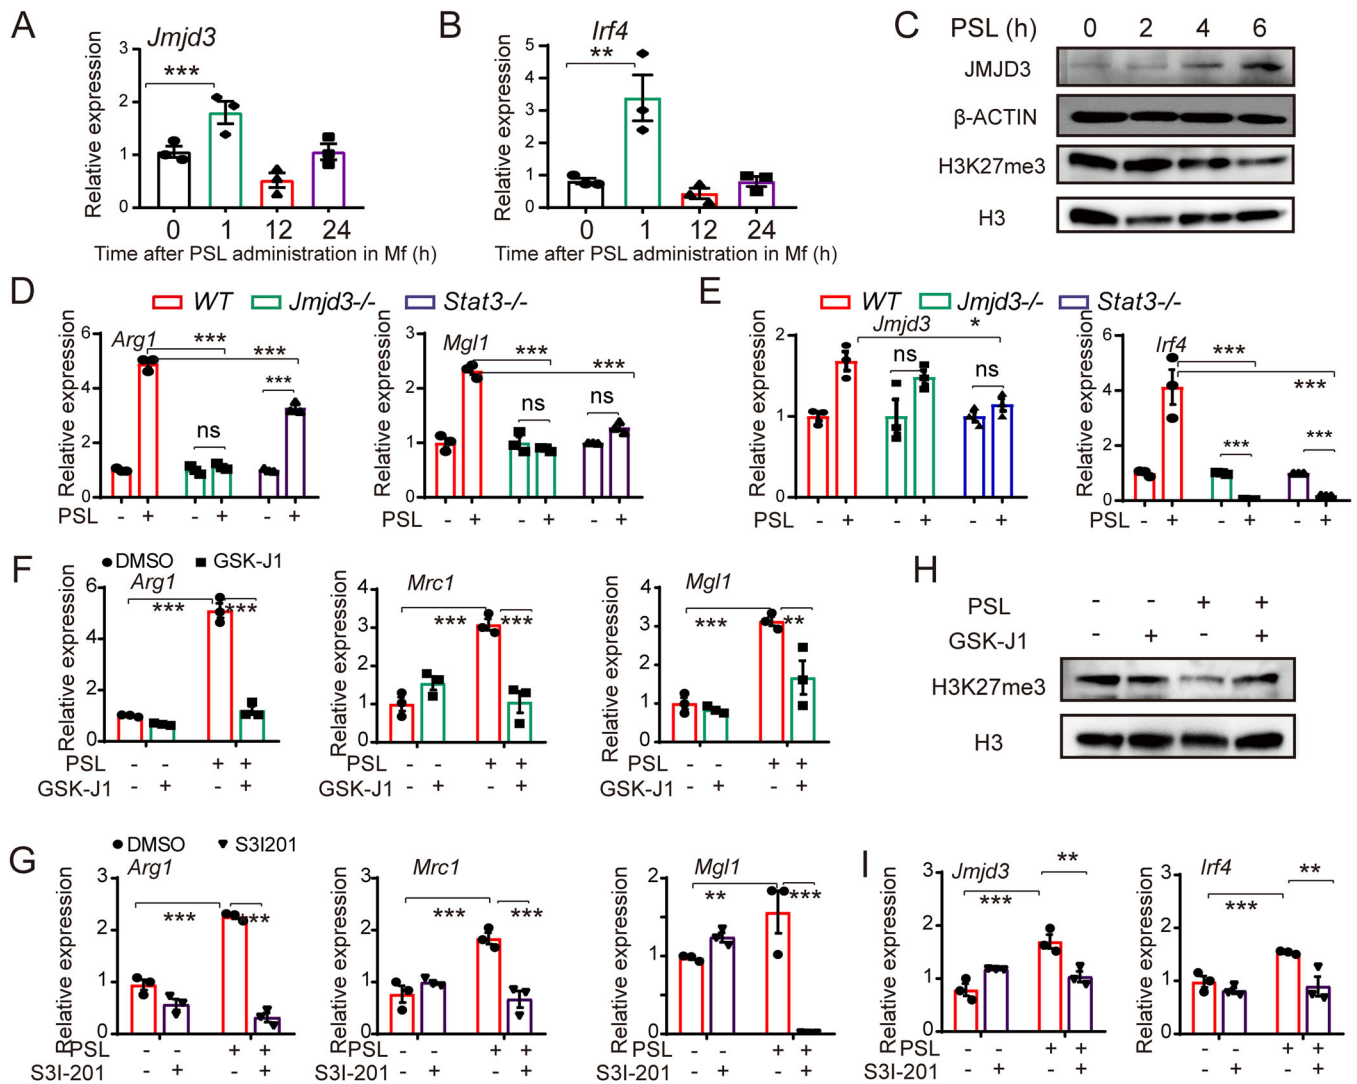 A
Jmjd3
Relative expression
3
2
1
0
***
0 1 12 24
Time after PSL administration in Mf (h)
B
Irf4
Relative expression
5
4
3
2
1
0
**
0 1 12 24
Time after PSL administration in Mf (h)
C
PSL (h) 0 2 4 6
JMJD3
β-ACTIN
H3K27me3
H3
D
WT Jmjd3-/- Stat3-/-
Arg1
Relative expression
6
4
2
0
*** *** *** ns
PSL - + - + - +
Mgl1
Relative expression
3
2
1
0
*** *** ns ns
- + - + - +
E
WT Jmjd3-/- Stat3-/-
Jmjd3
Relative expression
2
1
0
* ns ns
PSL - + - + - +
Irf4
Relative expression
6
4
2
0
*** *** *** ***
PSL - + - + - +
F
DMSO GSK-J1
Arg1
Relative expression
6
4
2
0
*** ***
PSL - - + +
GSK-J1 - + - +
Mrc1
Relative expression
4
3
2
1
0
*** ***
PSL - - + +
GSK-J1 - + - +
Mgl1
Relative expression
4
3
2
1
0
*** **
PSL - - + +
GSK-J1 - + - +
H
PSL - - + +
GSK-J1 - + - +
H3K27me3
H3
G
DMSO S3I201
Arg1
Relative expression
3
2
1
0
*** ***
PSL - - + +
S3I-201 - + - +
Mrc1
Relative expression
3
2
1
0
*** ***
PSL - - + +
S3I-201 - + - +
Mgl1
Relative expression
2
1
1
0
** ***
PSL - - + +
S3I-201 - + - +
I
Jmjd3
Relative expression
3
2
1
0
*** **
PSL - - + +
S3I-201 - + - +
Irf4
Relative expression
3
2
1
0
*** **
- - + +
- + - +